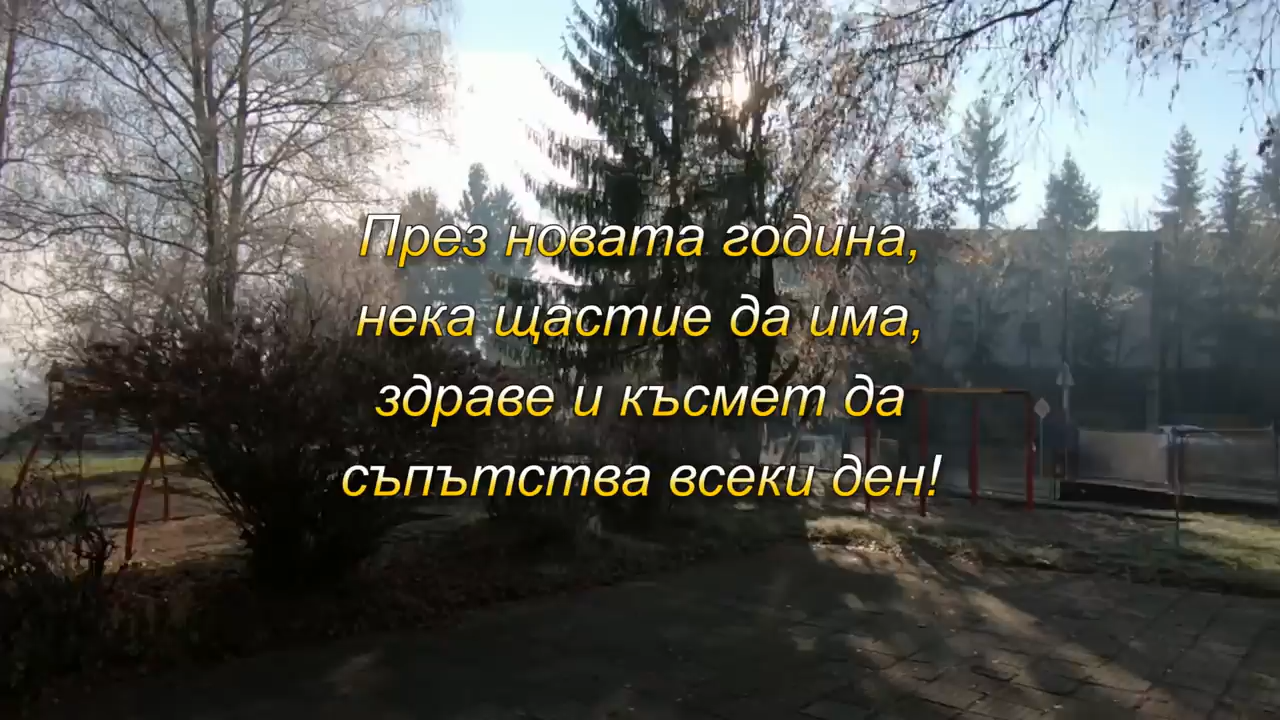 През новата година,
нека щастие да има,
здраве и късмет да
съпътства всеки ден!